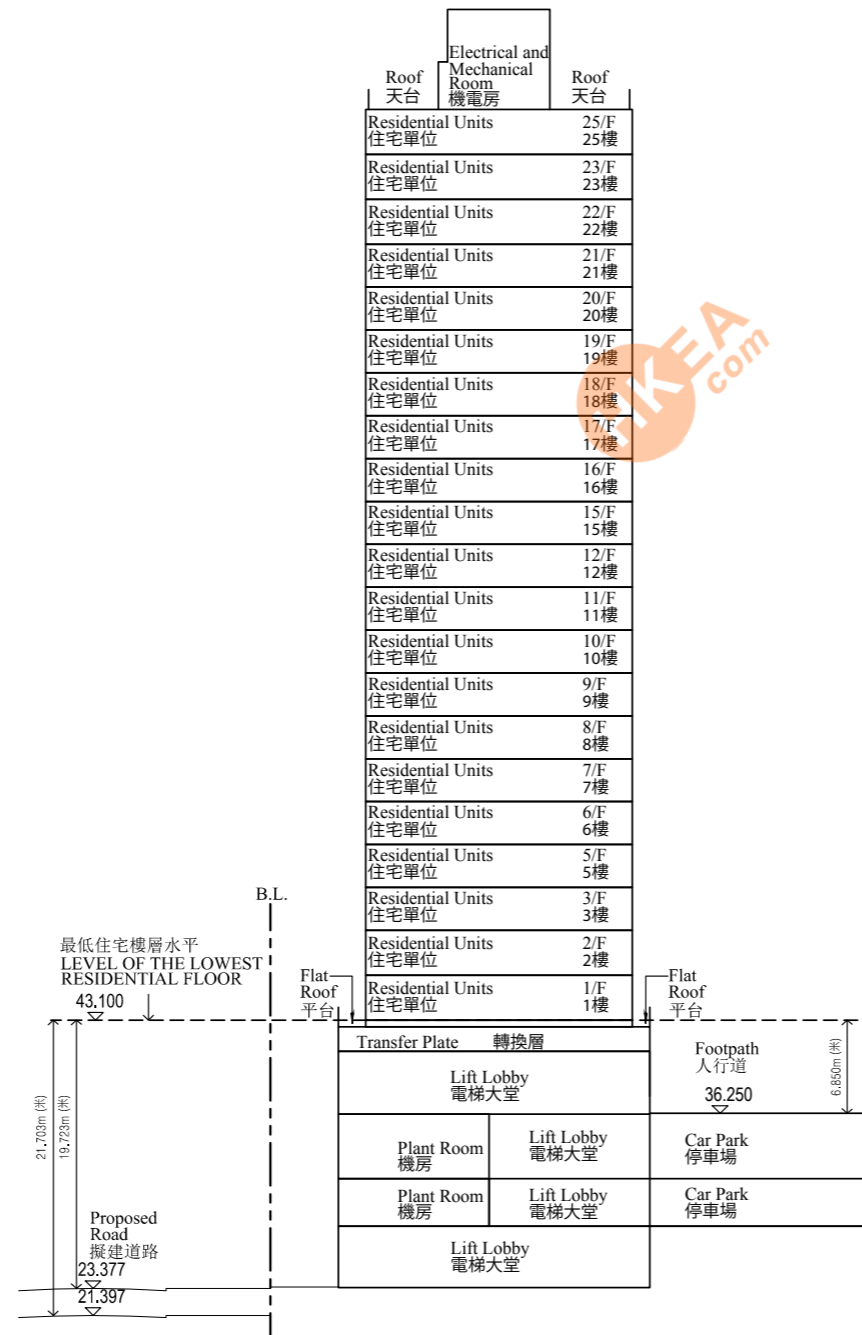 Electrical and
Mechanical
Room
機電房
Roof
天台
Roof
天台
Residential Units 25/F
住宅單位 25樓
Residential Units 23/F
住宅單位 23樓
Residential Units 22/F
住宅單位 22樓
Residential Units 21/F
住宅單位 21樓
Residential Units 20/F
住宅單位 20樓
Residential Units 19/F
住宅單位 19樓
Residential Units 18/F
住宅單位 18樓
Residential Units 17/F
住宅單位 17樓
Residential Units 16/F
住宅單位 16樓
Residential Units 15/F
住宅單位 15樓
Residential Units 12/F
住宅單位 12樓
Residential Units 11/F
住宅單位 11樓
Residential Units 10/F
住宅單位 10樓
Residential Units 9/F
住宅單位 9樓
Residential Units 8/F
住宅單位 8樓
Residential Units 7/F
住宅單位 7樓
Residential Units 6/F
住宅單位 6樓
Residential Units 5/F
住宅單位 5樓
Residential Units 3/F
住宅單位 3樓
Residential Units 2/F
住宅單位 2樓
Residential Units 1/F
住宅單位 1樓
HKEA
com
B.L.
最低住宅樓層水平
LEVEL OF THE LOWEST
RESIDENTIAL FLOOR
43.100
Flat
Roof
平台
Flat
Roof
平台
Transfer Plate 轉換層
Lift Lobby
電梯大堂
Footpath
人行道
36.250
6.850m (米)
21.703m (米)
19.723m (米)
Plant Room
機房
Lift Lobby
電梯大堂
Car Park
停車場
Plant Room
機房
Lift Lobby
電梯大堂
Car Park
停車場
Lift Lobby
電梯大堂
Proposed
Road
擬建道路
23.377
21.397